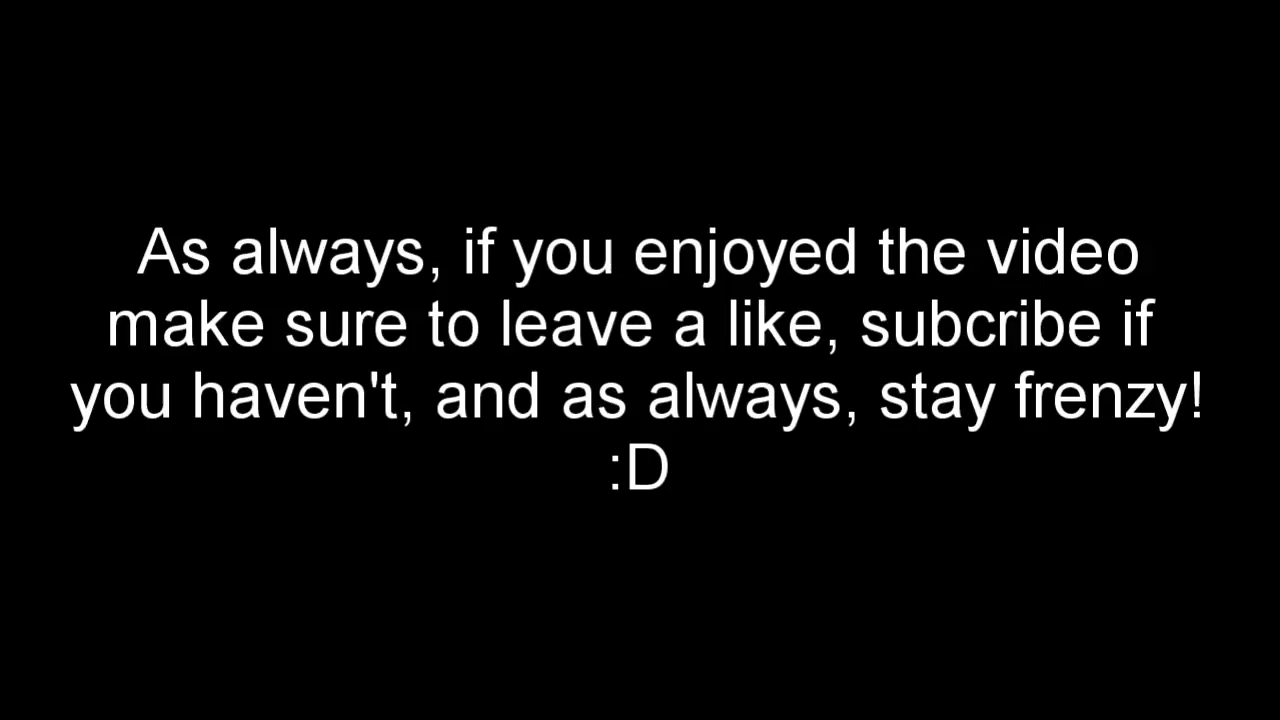 As always, if you enjoyed the video
make sure to leave a like, subcribe if
you haven't, and as always, stay frenzy!
:D